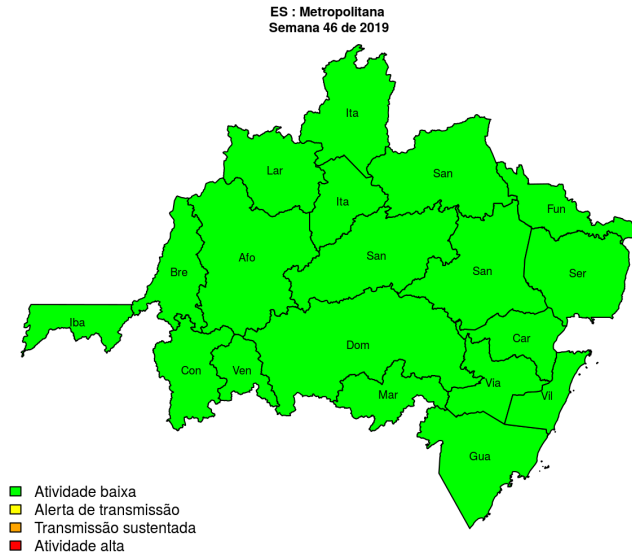 ES : Metropolitana
Semana 46 de 2019
Ita
Lar
San
Ita
Fun
Afo
San
San
Bre
Ser
Iba
Dom
Car
Con
Ven
Via
Mar
Vil
Gua
Atividade baixa
Alerta de transmissão
Transmissão sustentada
Atividade alta